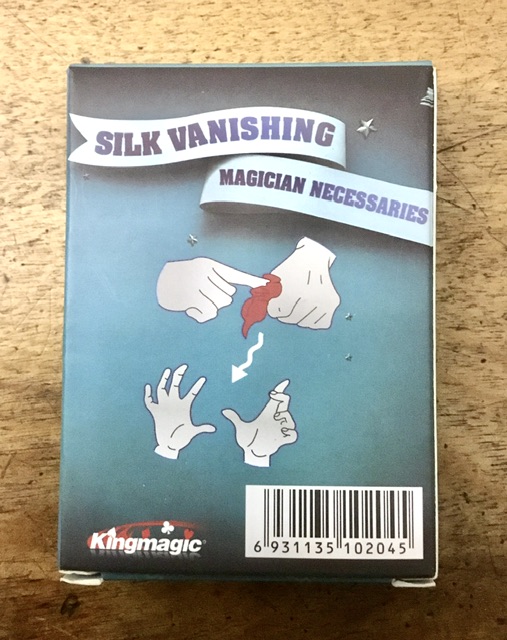 SILK VANISHING
MAGICIAN NECESSARIES
Kingmagic
6 931135 102045